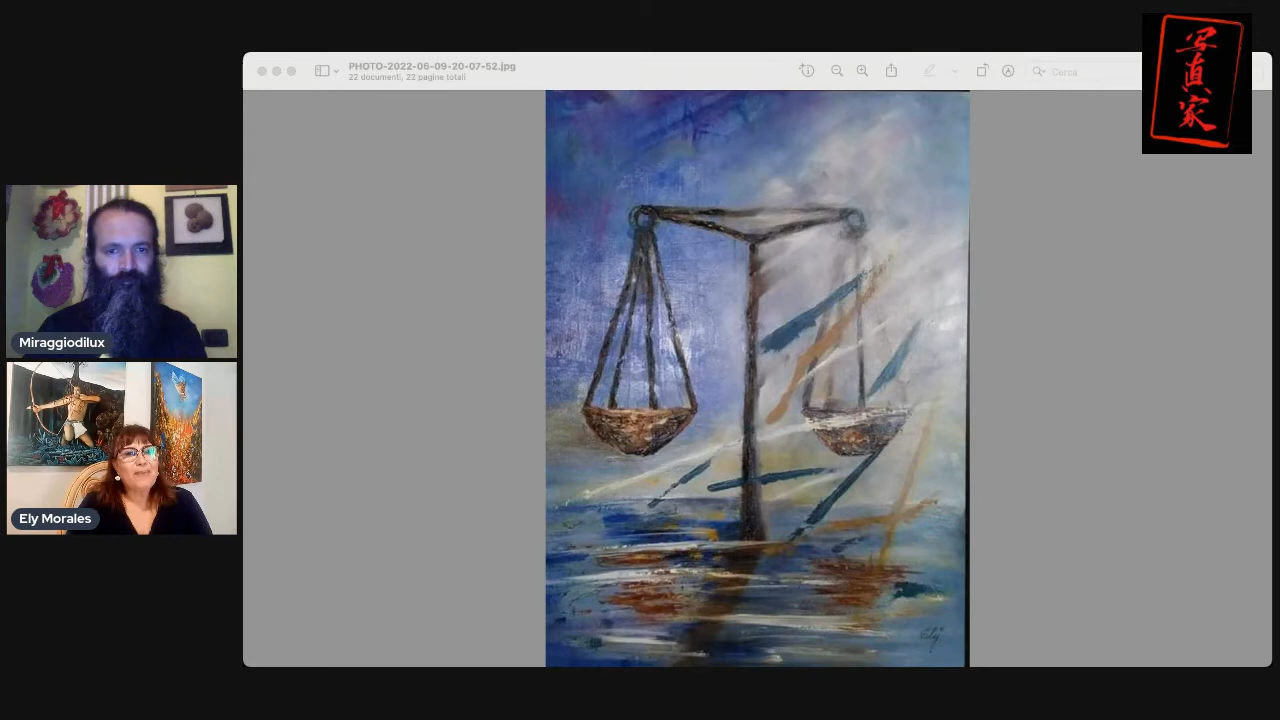 PHOTO-2022-06-09-20-07-52.jpg
22 documenti, 22 pagine totali
Cerca
写
真
家
Miraggiodilux
Ely Morales
Ely